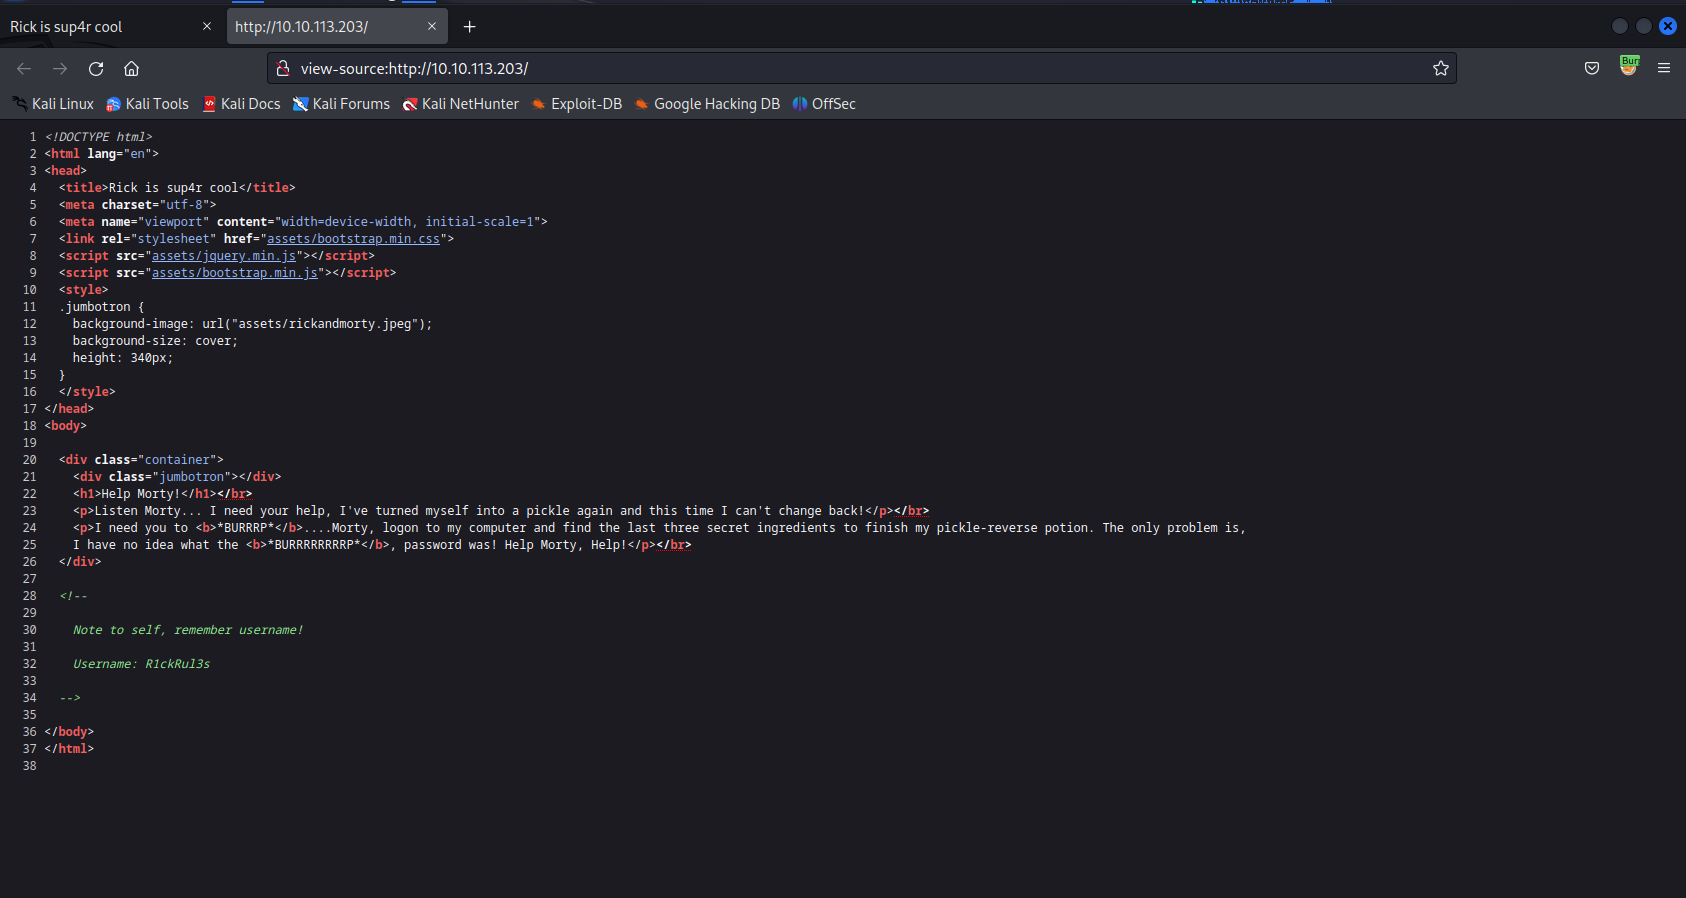 Rick is sup4r cool
http://10.10.113.203/
view-source:http://10.10.113.203/
Bur
Kali Linux Kali Tools Kali Docs Kali Forums Kali NetHunter Exploit-DB Google Hacking DB OffSec
1 <!DOCTYPE html>
2 <html lang="en">
3 <head>
4   <title>Rick is sup4r cool</title>
5   <meta charset="utf-8">
6   <meta name="viewport" content="width=device-width, initial-scale=1">
7   <link rel="stylesheet" href="assets/bootstrap.min.css">
8   <script src="assets/jquery.min.js"></script>
9   <script src="assets/bootstrap.min.js"></script>
10   <style>
11   .jumbotron {
12     background-image: url("assets/rickandmorty.jpeg");
13     background-size: cover;
14     height: 340px;
15   }
16   </style>
17 </head>
18 <body>
19
20   <div class="container">
21     <div class="jumbotron"></div>
22     <h1>Help Morty!</h1></br>
23     <p>Listen Morty... I need your help, I've turned myself into a pickle again and this time I can't change back!</p></br>
24     <p>I need you to <b>*BURRRP*</b>....Morty, logon to my computer and find the last three secret ingredients to finish my pickle-reverse potion. The only problem is,
25     I have no idea what the <b>*BURRRRRRRRP*</b>, password was! Help Morty, Help!</p></br>
26   </div>
27
28   <!--
29
30     Note to self, remember username!
31
32     Username: R1ckRul3s
33
34   -->
35
36 </body>
37 </html>
38